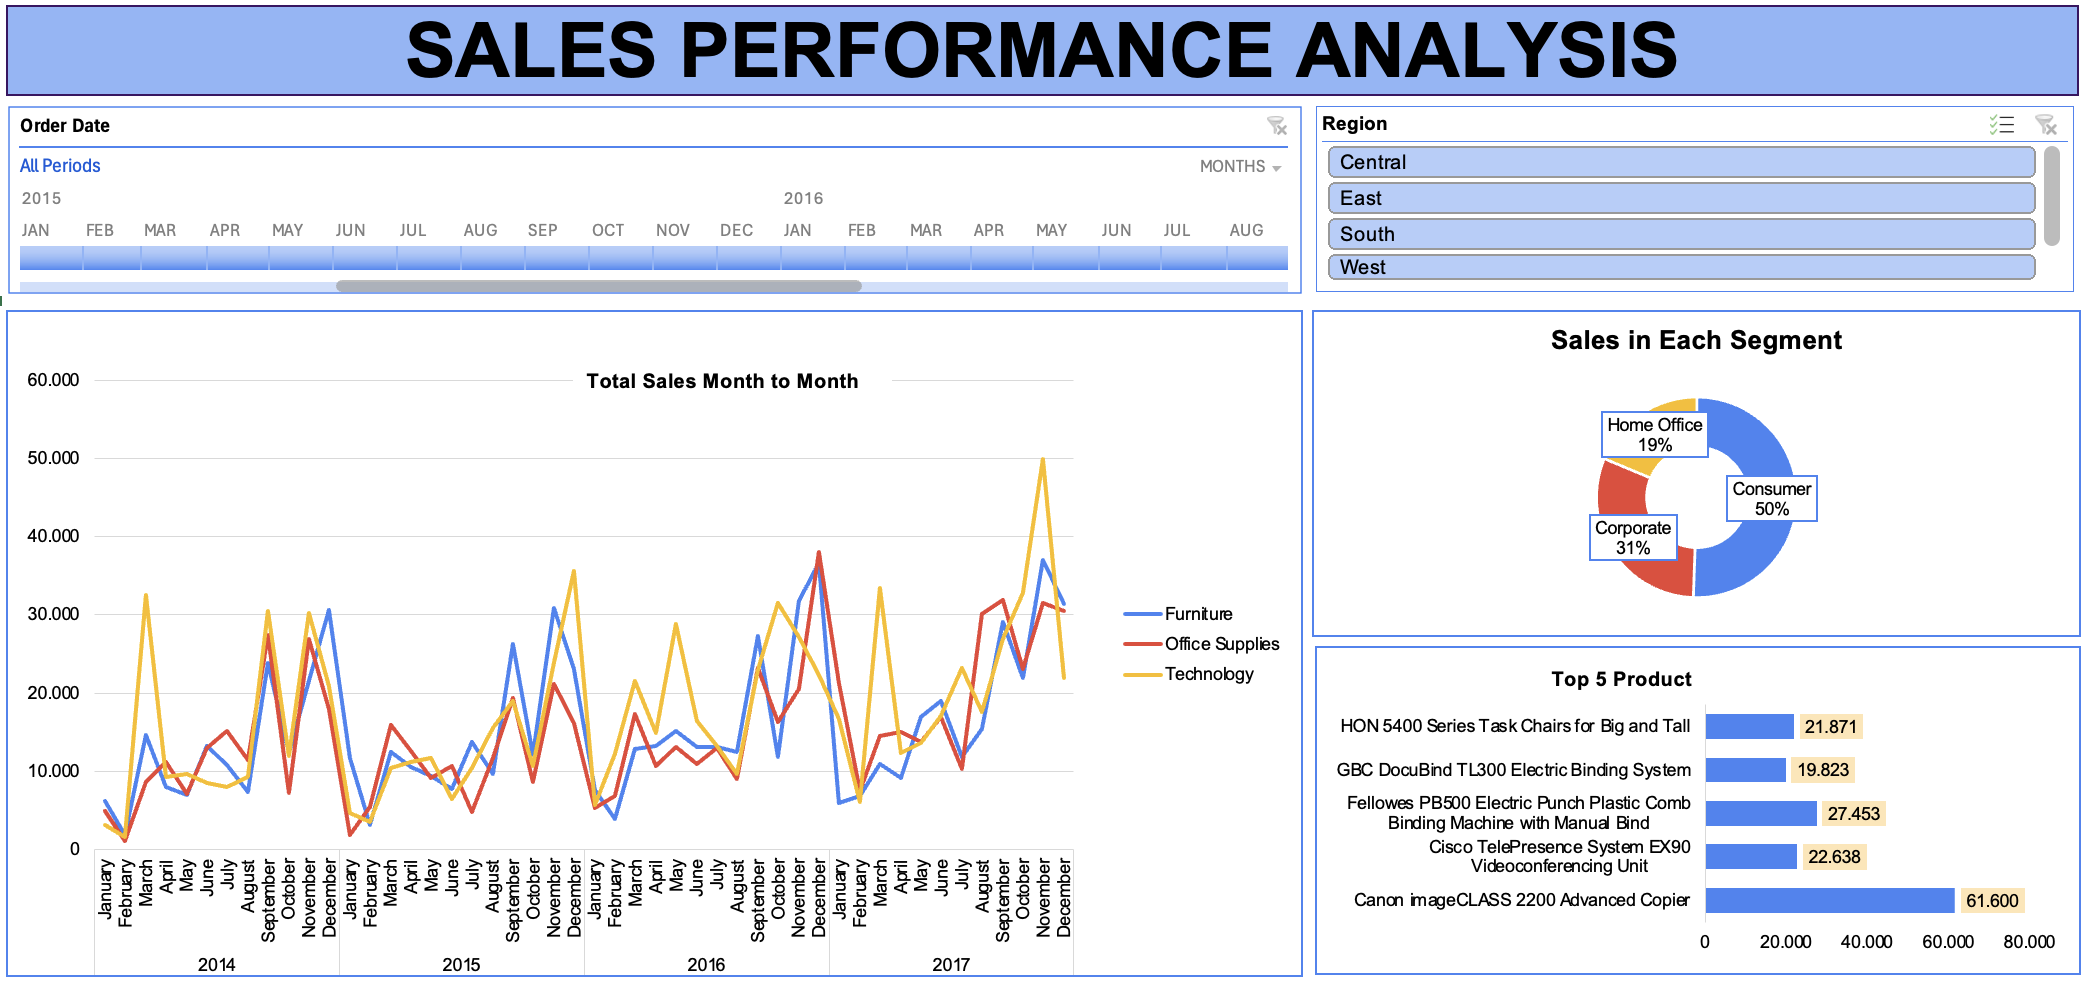 SALES PERFORMANCE ANALYSIS
Order Date
All Periods
MONTHS
2015 2016
JAN FEB MAR APR MAY JUN JUL AUG SEP OCT NOV DEC JAN FEB MAR APR MAY JUN JUL AUG
Region
Central
East
South
West
Total Sales Month to Month
60.000
50.000
40.000
30.000
20.000
10.000
0
January February March April May June July August September October November December January February March April May June July August September October November December January February March April May June July August September October November December January February March April May June July August September October November December
2014 2015 2016 2017
Furniture
Office Supplies
Technology
Sales in Each Segment
Home Office
19%
Consumer
50%
Corporate
31%
Top 5 Product
HON 5400 Series Task Chairs for Big and Tall 21.871
GBC DocuBind TL300 Electric Binding System 19.823
Fellowes PB500 Electric Punch Plastic Comb
Binding Machine with Manual Bind 27.453
Cisco TelePresence System EX90
Videoconferencing Unit 22.638
Canon imageCLASS 2200 Advanced Copier 61.600
0 20.000 40.000 60.000 80.000